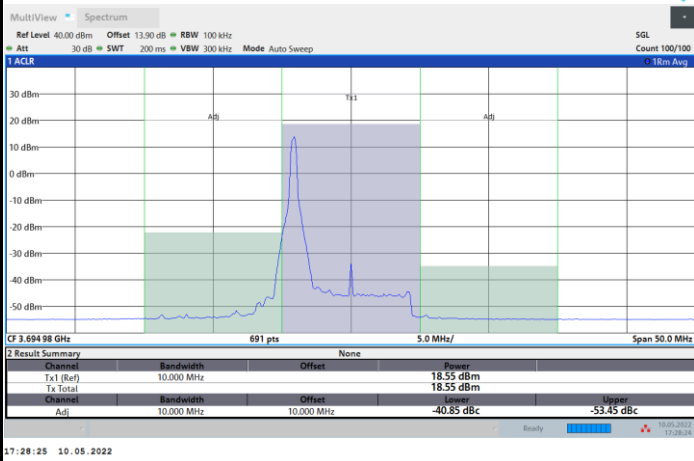 MultiView Spectrum
Ref Level 40.00 dBm Offset 13.90 dB RBW 100 kHz SGL
Att 30 dB SWT 200 ms VBW 300 kHz Mode Auto Sweep Count 100/100
1 ACLR 1Rm Avg
30 dBm
Tx1
20 dBm
Adj Adj
10 dBm
0 dBm
-10 dBm
-20 dBm
-30 dBm
-40 dBm
-50 dBm
CF 3.694 98 GHz 691 pts 5.0 MHz/ Span 50.0 MHz
2 Result Summary None
Channel Bandwidth Offset Power
Tx1 (Ref) 10.000 MHz 18.55 dBm
Tx Total 18.55 dBm
Channel Bandwidth Offset Lower Upper
Adj 10.000 MHz 10.000 MHz -40.85 dBc -53.45 dBc
Ready 10.05.2022
17:28:24
17:28:25 10.05.2022